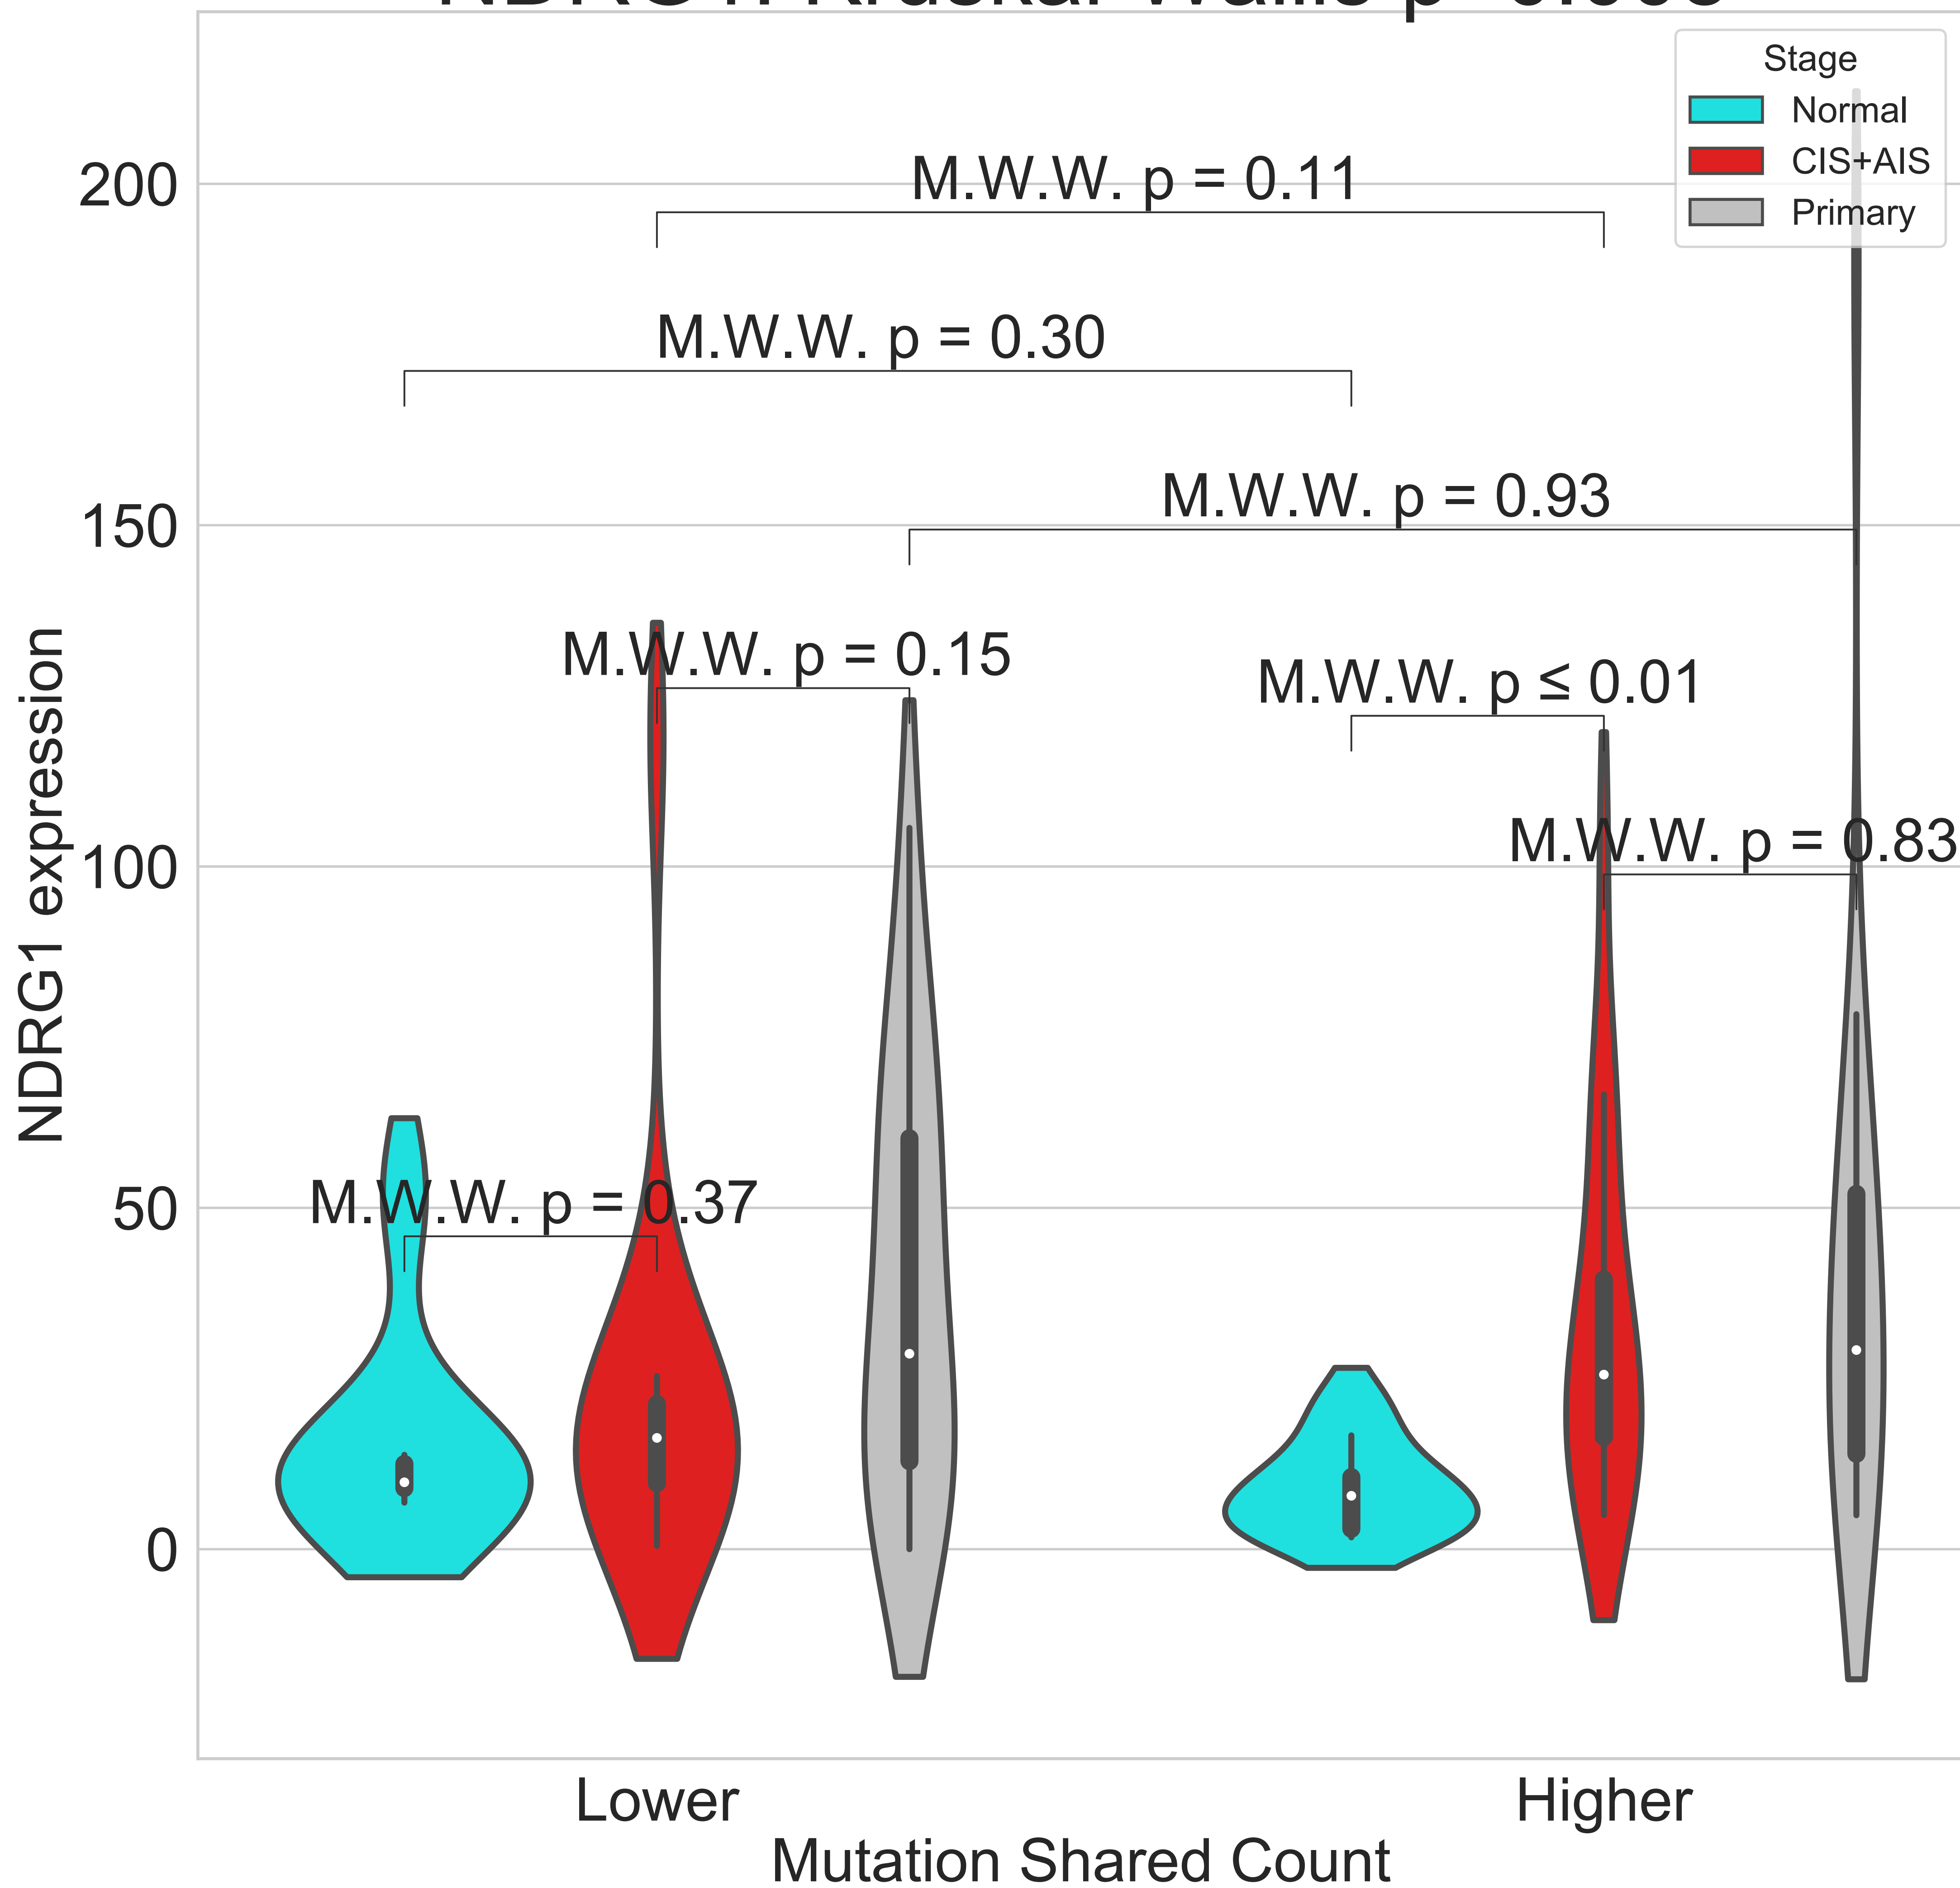 Stage
Normal
CIS+AIS
Primary
200
150
100
50
0
NDRG1 expression
M.W.W. p = 0.11
M.W.W. p = 0.30
M.W.W. p = 0.93
M.W.W. p = 0.15
M.W.W. p ≤ 0.01
M.W.W. p = 0.83
M.W.W. p = 0.37
Lower
Higher
Mutation Shared Count